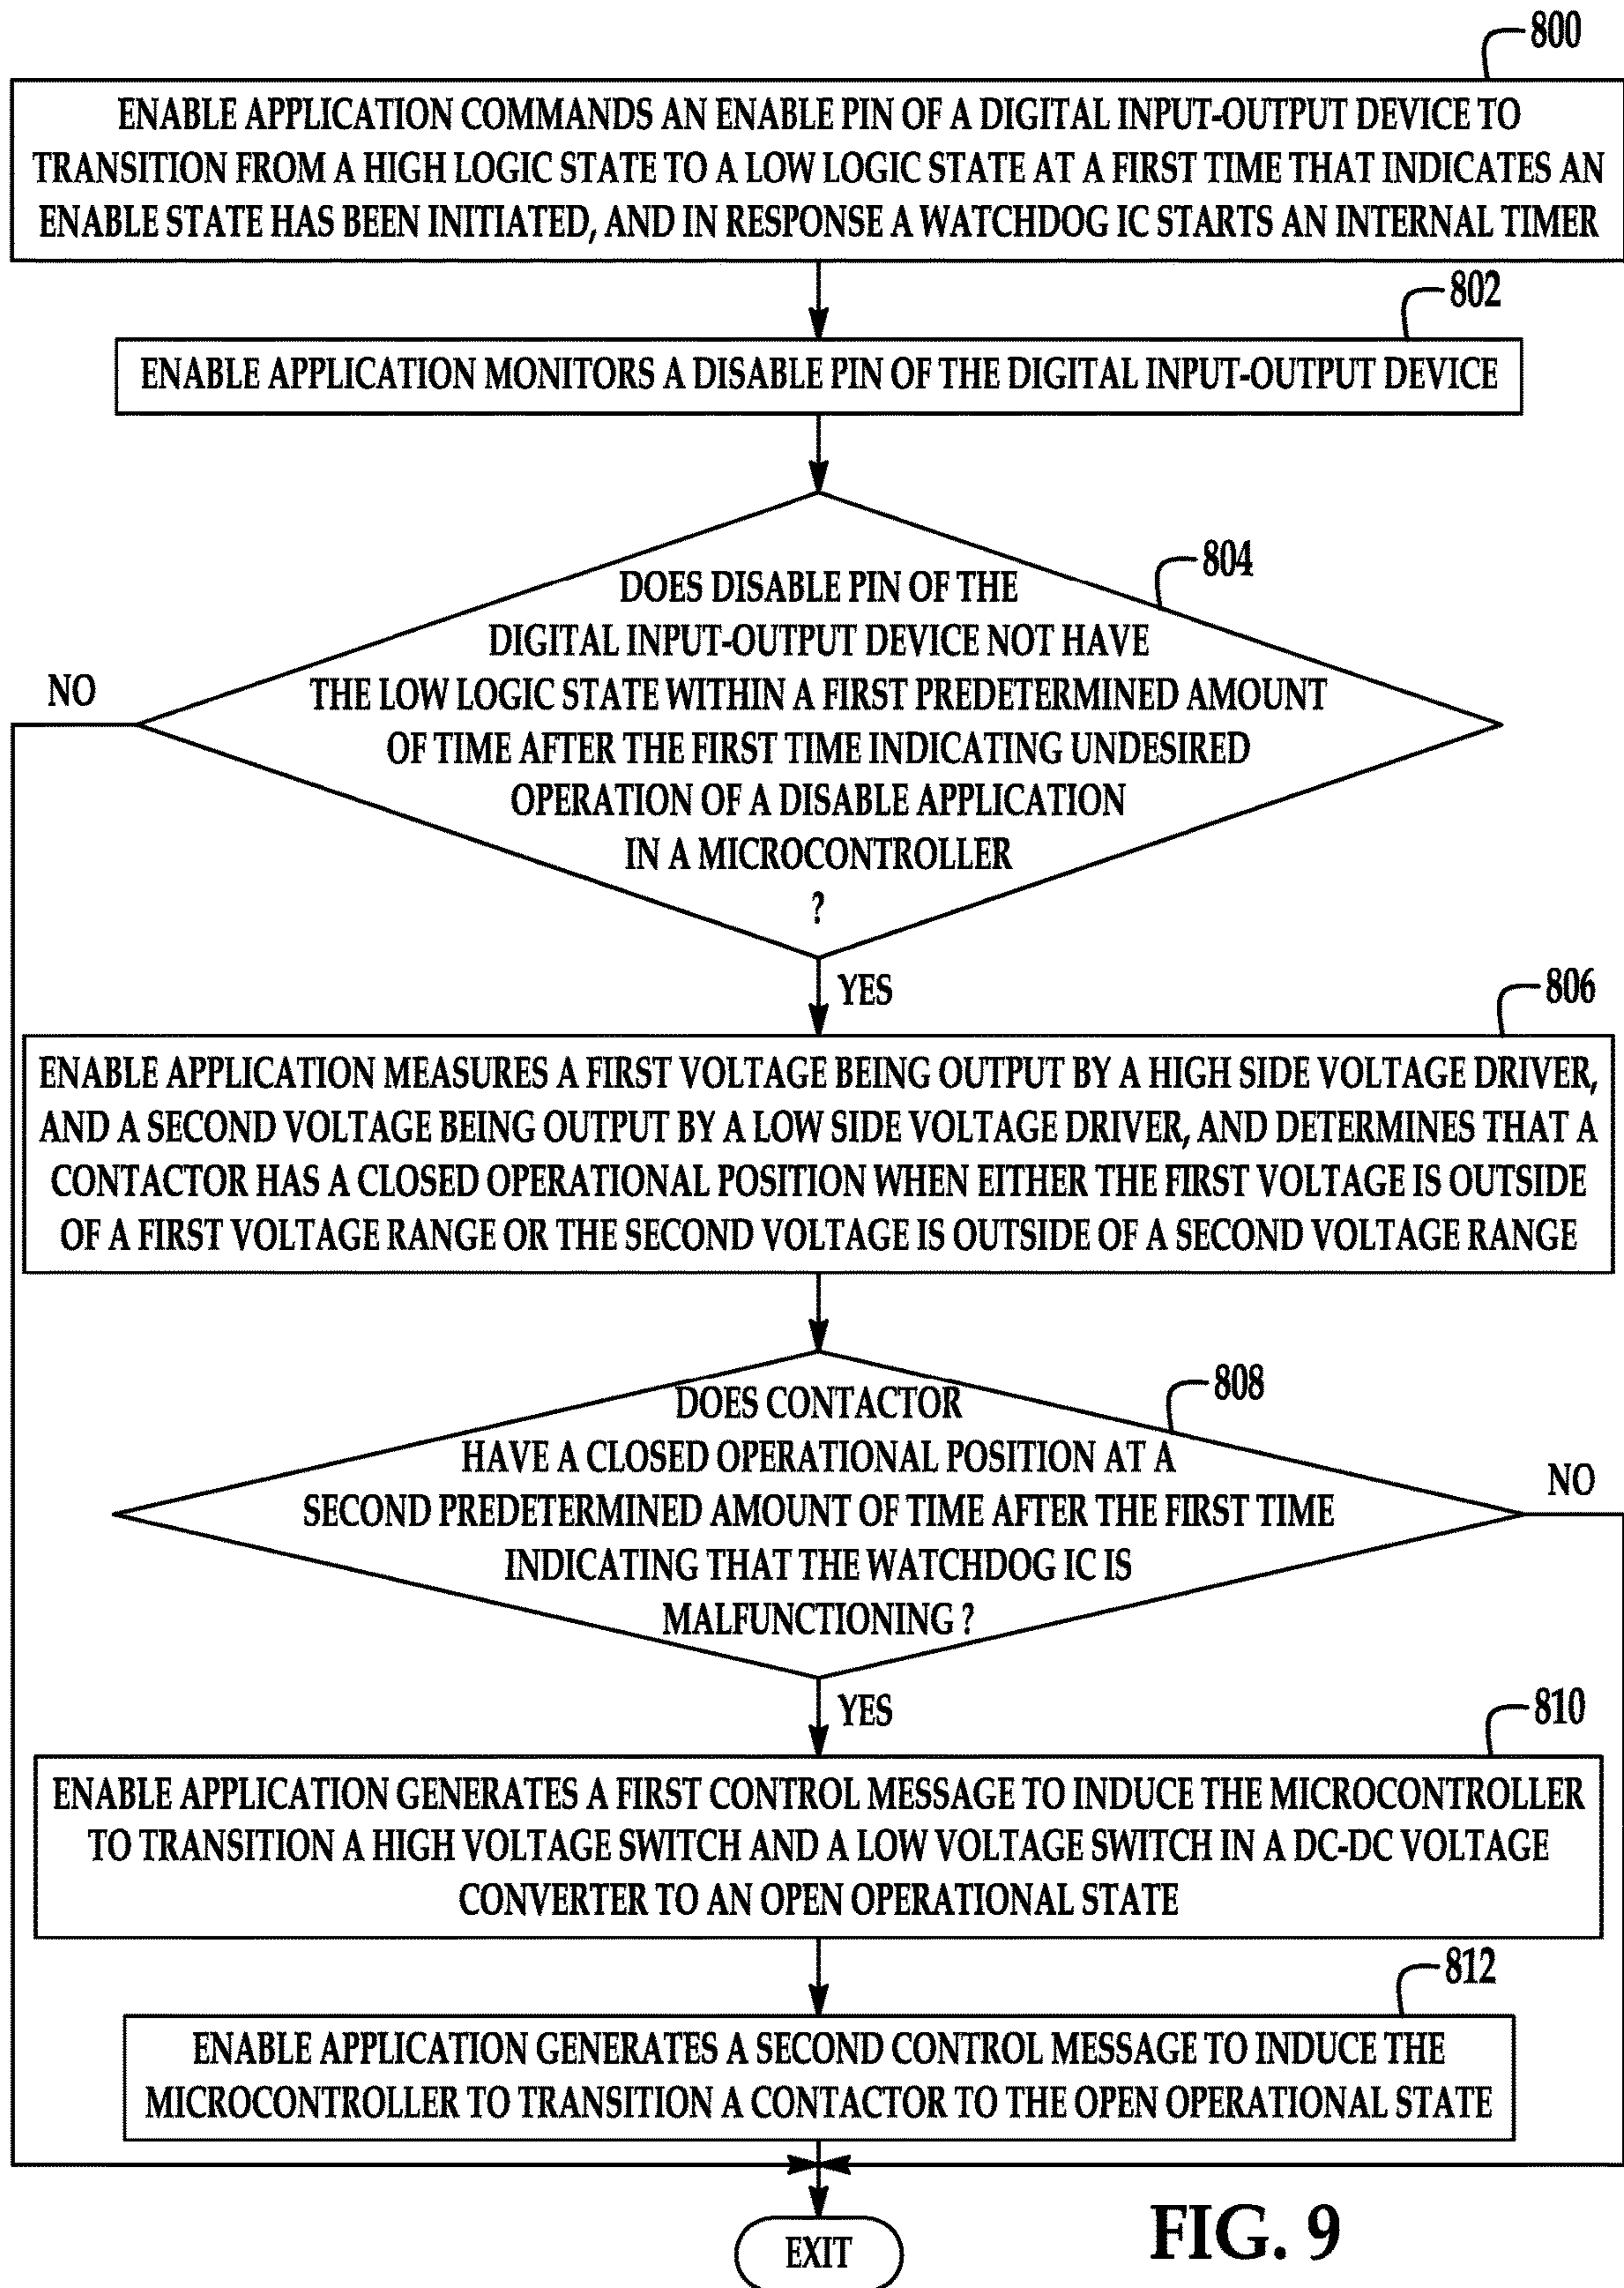 800
ENABLE APPLICATION COMMANDS AN ENABLE PIN OF A DIGITAL INPUT-OUTPUT DEVICE TO
TRANSITION FROM A HIGH LOGIC STATE TO A LOW LOGIC STATE AT A FIRST TIME THAT INDICATES AN
ENABLE STATE HAS BEEN INITIATED, AND IN RESPONSE A WATCHDOG IC STARTS AN INTERNAL TIMER
802
ENABLE APPLICATION MONITORS A DISABLE PIN OF THE DIGITAL INPUT-OUTPUT DEVICE
804
DOES DISABLE PIN OF THE
DIGITAL INPUT-OUTPUT DEVICE NOT HAVE
NO
THE LOW LOGIC STATE WITHIN A FIRST PREDETERMINED AMOUNT
OF TIME AFTER THE FIRST TIME INDICATING UNDESIRED
OPERATION OF A DISABLE APPLICATION
IN A MICROCONTROLLER
?
YES
806
ENABLE APPLICATION MEASURES A FIRST VOLTAGE BEING OUTPUT BY A HIGH SIDE VOLTAGE DRIVER,
AND A SECOND VOLTAGE BEING OUTPUT BY A LOW SIDE VOLTAGE DRIVER, AND DETERMINES THAT A
CONTACTOR HAS A CLOSED OPERATIONAL POSITION WHEN EITHER THE FIRST VOLTAGE IS OUTSIDE
OF A FIRST VOLTAGE RANGE OR THE SECOND VOLTAGE IS OUTSIDE OF A SECOND VOLTAGE RANGE
808
DOES CONTACTOR
HAVE A CLOSED OPERATIONAL POSITION AT A
NO
SECOND PREDETERMINED AMOUNT OF TIME AFTER THE FIRST TIME
INDICATING THAT THE WATCHDOG IC IS
MALFUNCTIONING ?
YES
810
ENABLE APPLICATION GENERATES A FIRST CONTROL MESSAGE TO INDUCE THE MICROCONTROLLER
TO TRANSITION A HIGH VOLTAGE SWITCH AND A LOW VOLTAGE SWITCH IN A DC-DC VOLTAGE
CONVERTER TO AN OPEN OPERATIONAL STATE
812
ENABLE APPLICATION GENERATES A SECOND CONTROL MESSAGE TO INDUCE THE
MICROCONTROLLER TO TRANSITION A CONTACTOR TO THE OPEN OPERATIONAL STATE
EXIT
FIG. 9